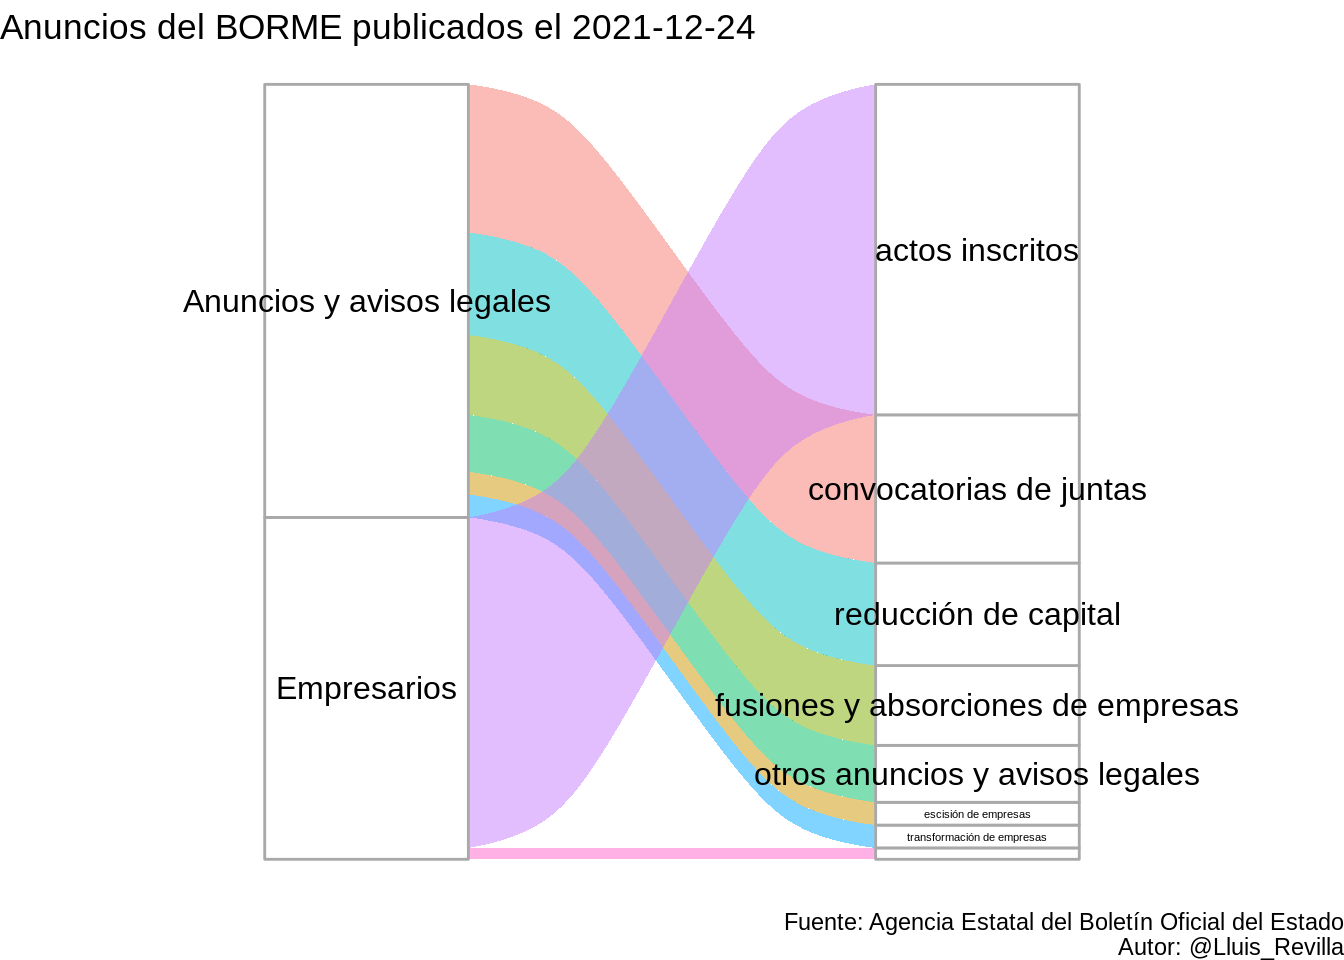 Anuncios del BORME publicados el 2021-12-24
actos inscritos
Anuncios y avisos legales
convocatorias de juntas
reducción de capital
Empresarios
fusiones y absorciones de empresas
otros anuncios y avisos legales
escisión de empresas
transformación de empresas
Fuente: Agencia Estatal del Boletín Oficial del Estado
Autor: @Lluis_Revilla